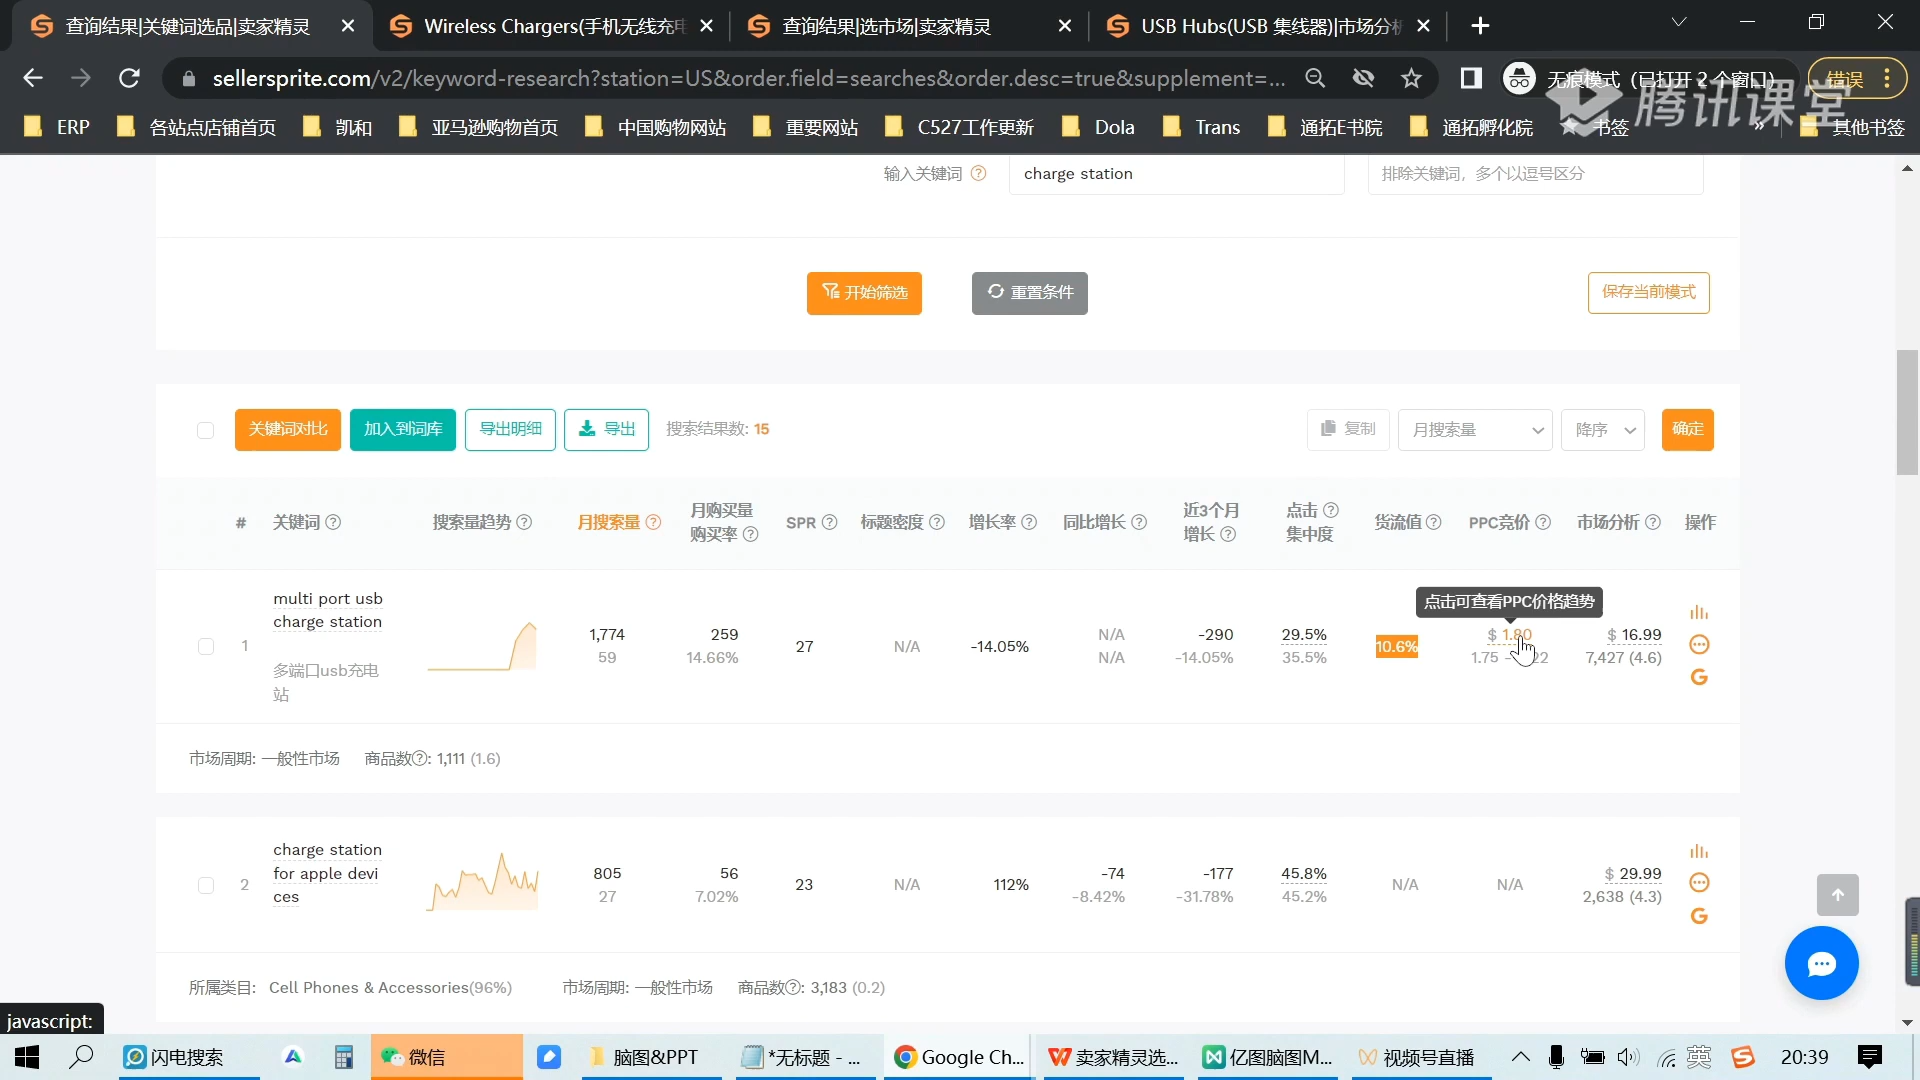 查询结果|关键词选品|卖家精灵
Wireless Chargers(手机无线充电
查询结果|选市场|卖家精灵
USB Hubs(USB 集线器)|市场分析
sellersprite.com/v2/keyword-research?station=US&order.field=searches&order.desc=true&supplement=...
无痕模式（已打开 2 个窗口）
错误
腾讯课堂
ERP
各站点店铺首页
凯和
亚马逊购物首页
中国购物网站
重要网站
C527工作更新
Dola
Trans
通拓E书院
通拓孵化院
书签
»
其他书签
输入关键词
charge station
排除关键词，多个以逗号区分
开始筛选
重置条件
保存当前模式
关键词对比
加入到词库
导出明细
导出
搜索结果数: 15
复制
月搜索量
降序
确定
# 关键词 搜索量趋势 月搜索量 月购买量 购买率 SPR 标题密度 增长率 同比增长 近3个月 增长 点击 集中度 货流值 PPC竞价 市场分析 操作
点击可查看PPC价格趋势
1
multi port usb
charge station
多端口usb充电
站
1,774
59
259
14.66%
27
N/A
-14.05%
N/A
N/A
-290
-14.05%
29.5%
35.5%
10.6%
$ 1.80
1.75 - 22
$ 16.99
7,427 (4.6)
G
市场周期: 一般性市场
商品数: 1,111 (1.6)
2
charge station
for apple devi
ces
805
27
56
7.02%
23
N/A
112%
-74
-8.42%
-177
-31.78%
45.8%
45.2%
N/A
N/A
$ 29.99
2,638 (4.3)
G
所属类目: Cell Phones & Accessories(96%)
市场周期: 一般性市场
商品数: 3,183 (0.2)
javascript:
闪电搜索
微信
脑图&PPT
*无标题 - ...
Google Ch...
卖家精灵选...
亿图脑图M...
视频号直播
英
20:39